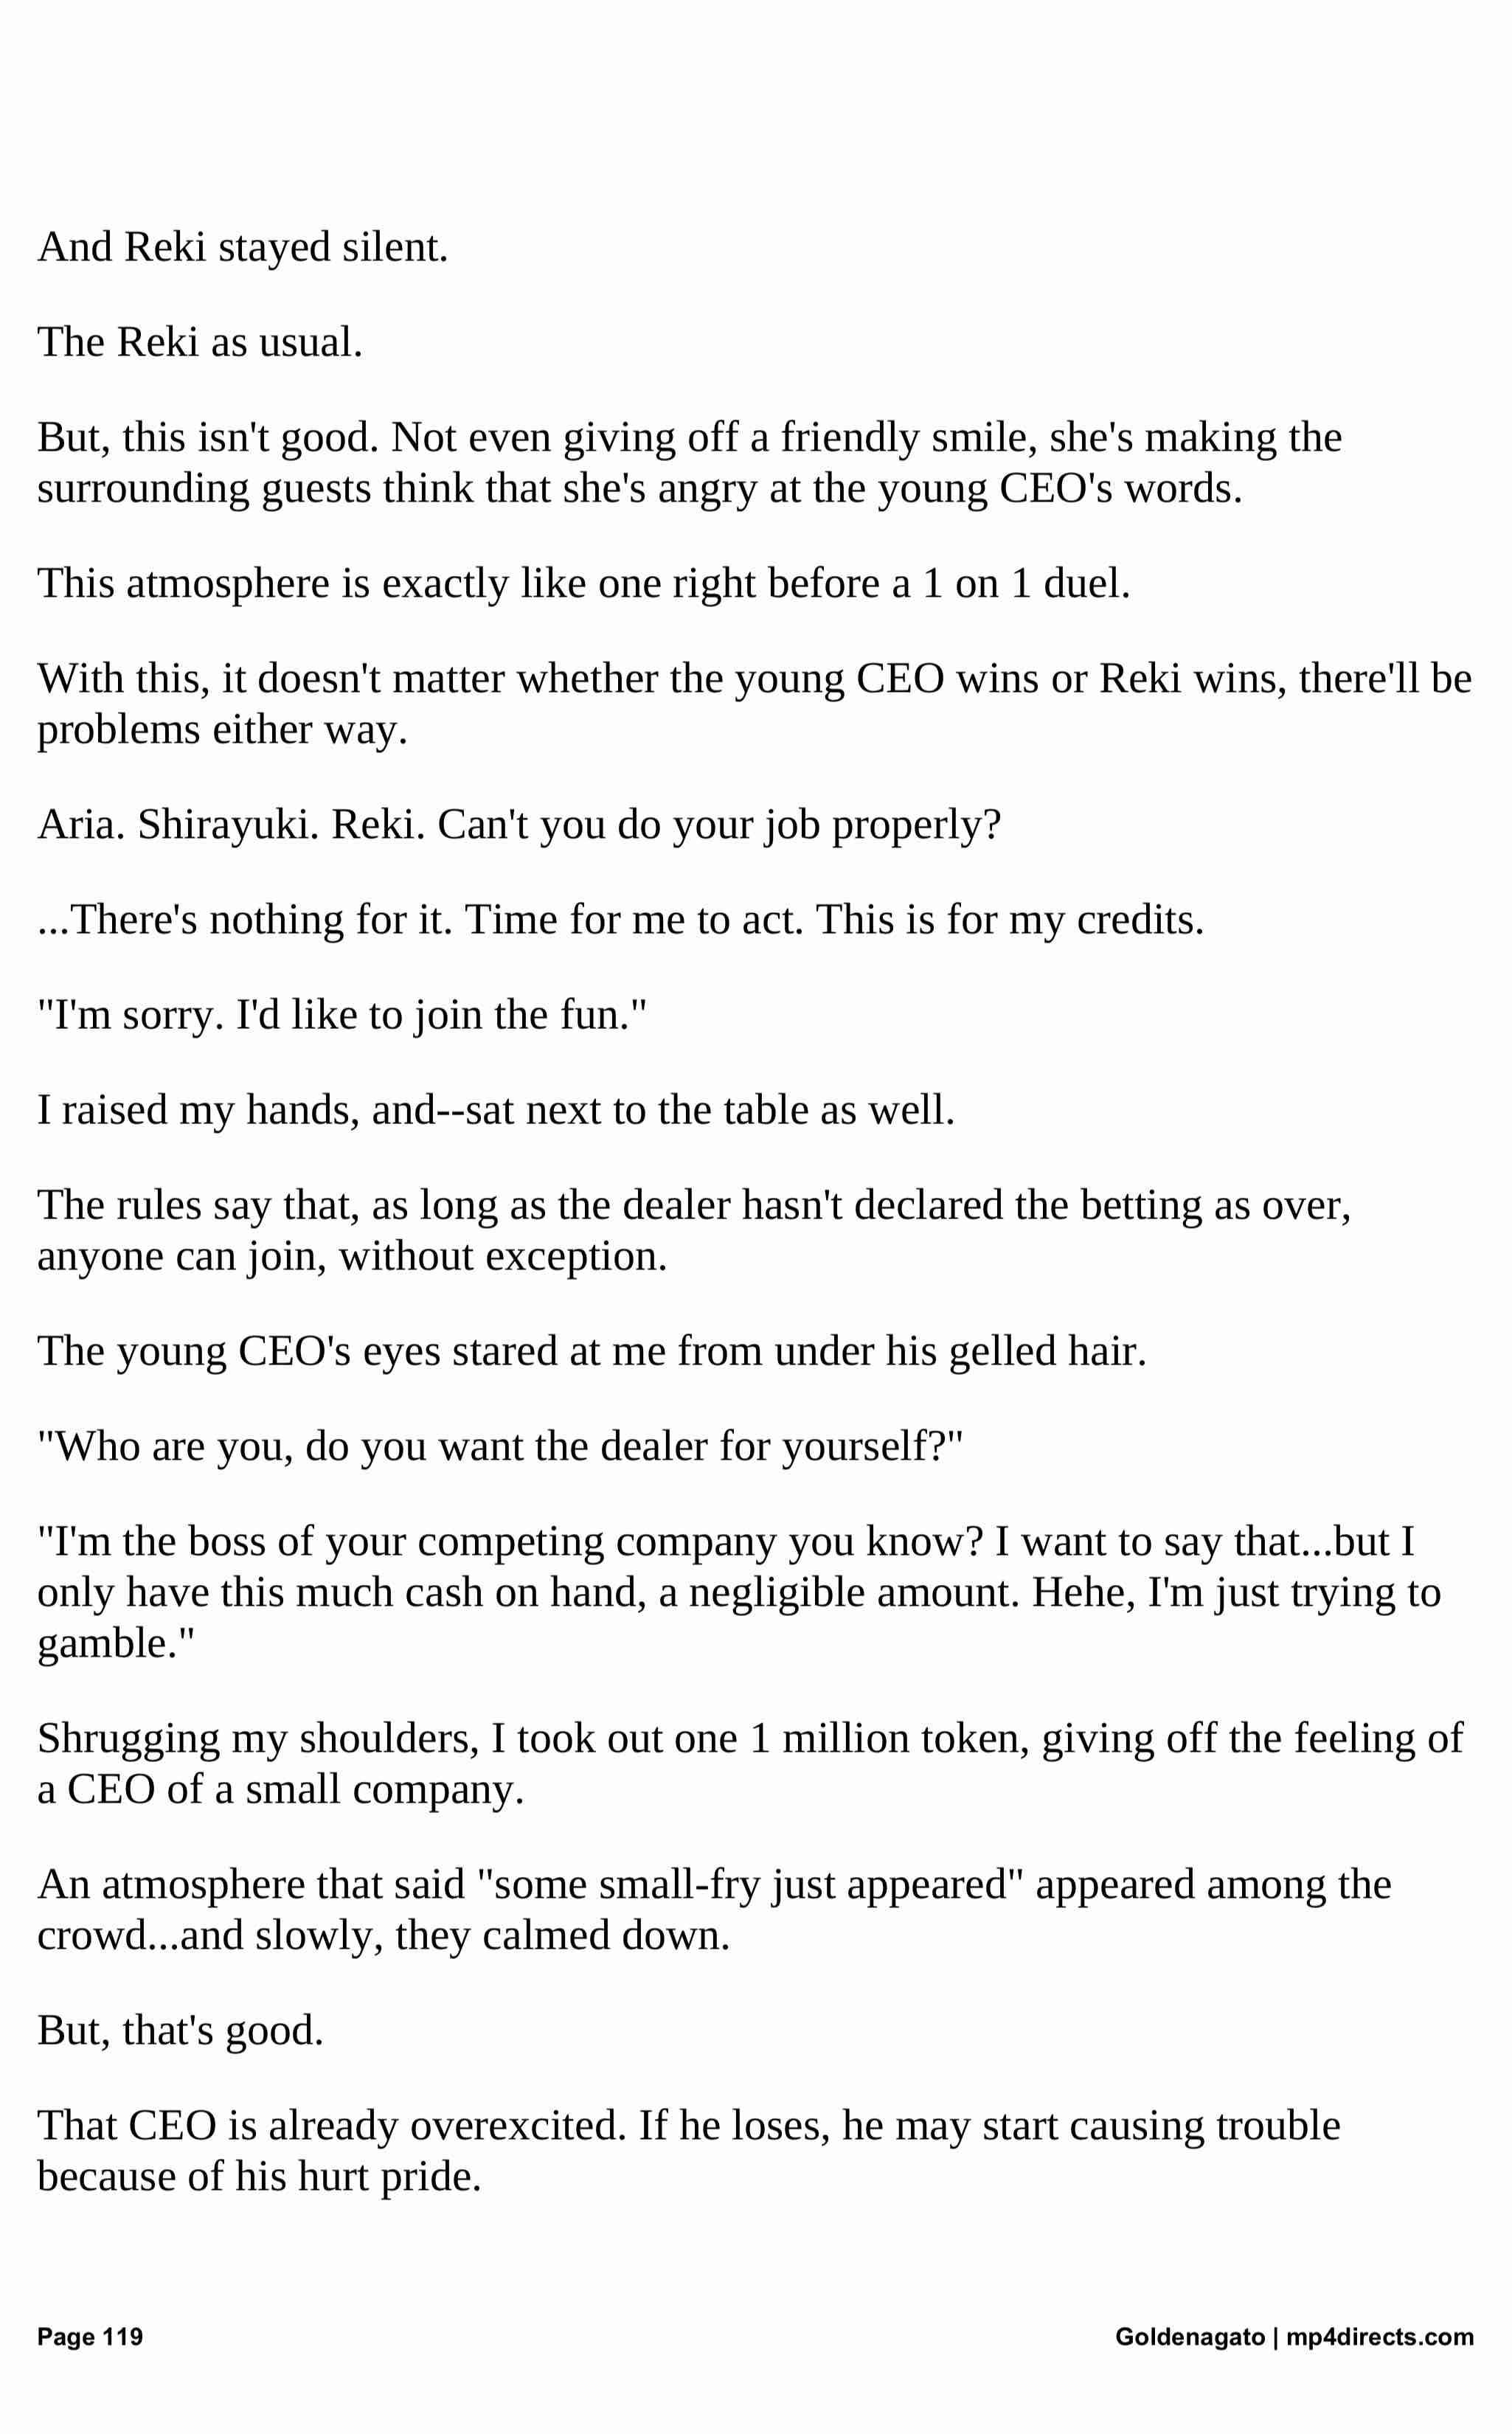 And Reki stayed silent.
The Reki as usual.
But, this isn't good. Not even giving off a friendly smile, she's making the
surrounding guests think that she's angry at the young CEO's words.
This atmosphere is exactly like one right before a 1 on 1 duel.
With this, it doesn't matter whether the young CEO wins or Reki wins, there'll be
problems either way.
Aria. Shirayuki. Reki. Can't you do your job properly?
...There's nothing for it. Time for me to act. This is for my credits.
"I'm sorry. I'd like to join the fun."
I raised my hands, and--sat next to the table as well.
The rules say that, as long as the dealer hasn't declared the betting as over,
anyone can join, without exception.
The young CEO's eyes stared at me from under his gelled hair.
"Who are you, do you want the dealer for yourself?"
"I'm the boss of your competing company you know? I want to say that...but I
only have this much cash on hand, a negligible amount. Hehe, I'm just trying to
gamble."
Shrugging my shoulders, I took out one 1 million token, giving off the feeling of
a CEO of a small company.
An atmosphere that said "some small-fry just appeared" appeared among the
crowd...and slowly, they calmed down.
But, that's good.
That CEO is already overexcited. If he loses, he may start causing trouble
because of his hurt pride.
Page 119
Goldenagato | mp4directs.com